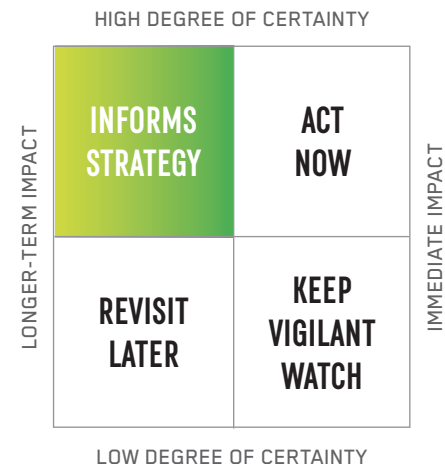 HIGH DEGREE OF CERTAINTY
LONGER-TERM IMPACT
INFORMS
STRATEGY
ACT
NOW
IMMEDIATE IMPACT
REVISIT
LATER
KEEP
VIGILANT
WATCH
LOW DEGREE OF CERTAINTY